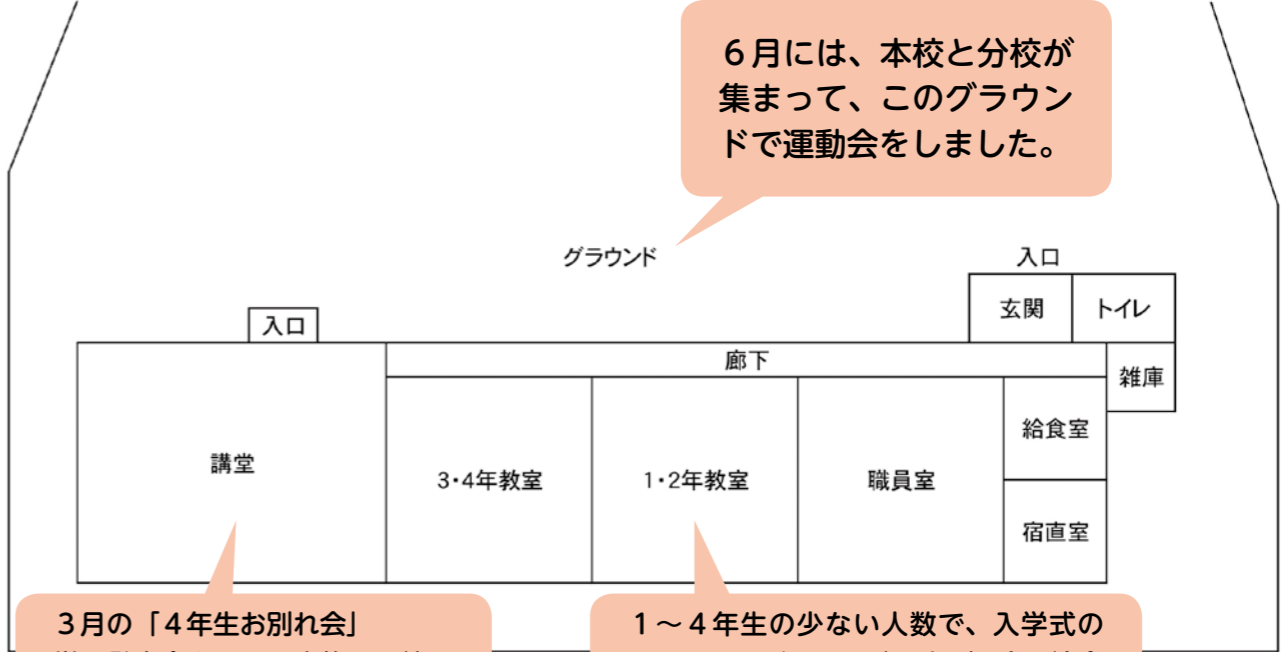 6月には、本校と分校が
集まって、このグラウン
ドで運動会をしました。
グラウンド
入口
玄関
トイレ
入口
廊下
雑庫
講堂
3・4年教室
1・2年教室
職員室
給食室
宿直室
3月の「4年生お別れ会」
1〜4年生の少ない人数で、入学式の